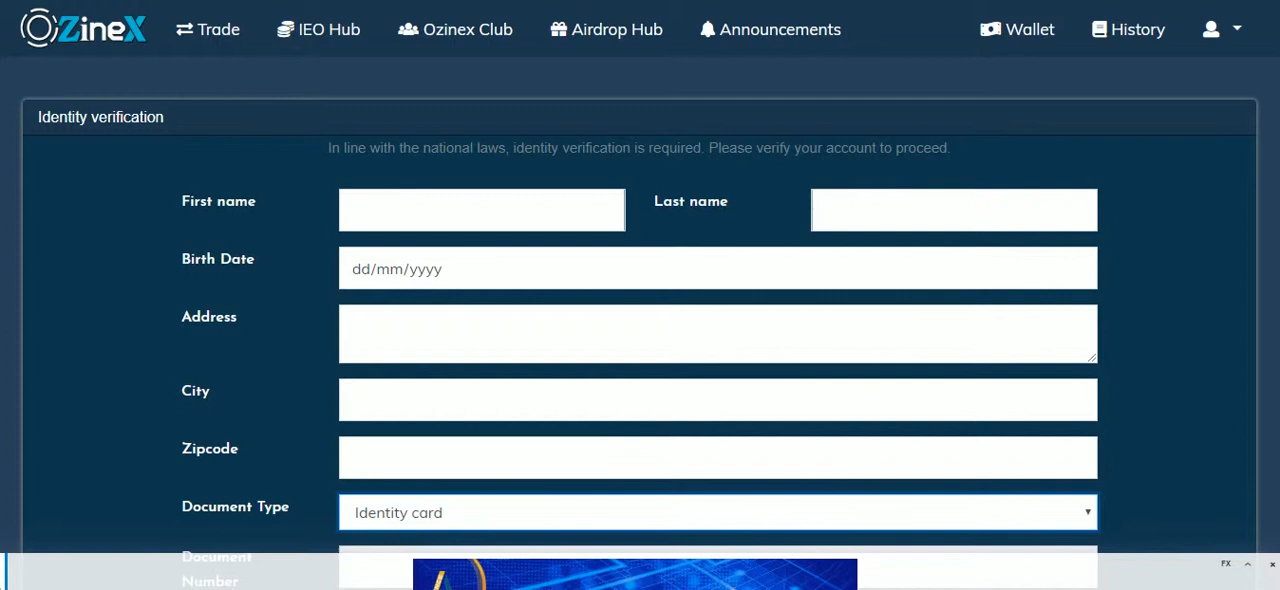 OZineX Trade IEO Hub Ozinex Club Airdrop Hub Announcements Wallet History
Identity verification
In line with the national laws, identity verification is required. Please verify your account to proceed.
First name Last name
Birth Date dd/mm/yyyy
Address
City
Zipcode
Document Type Identity card
Document
Number
FX